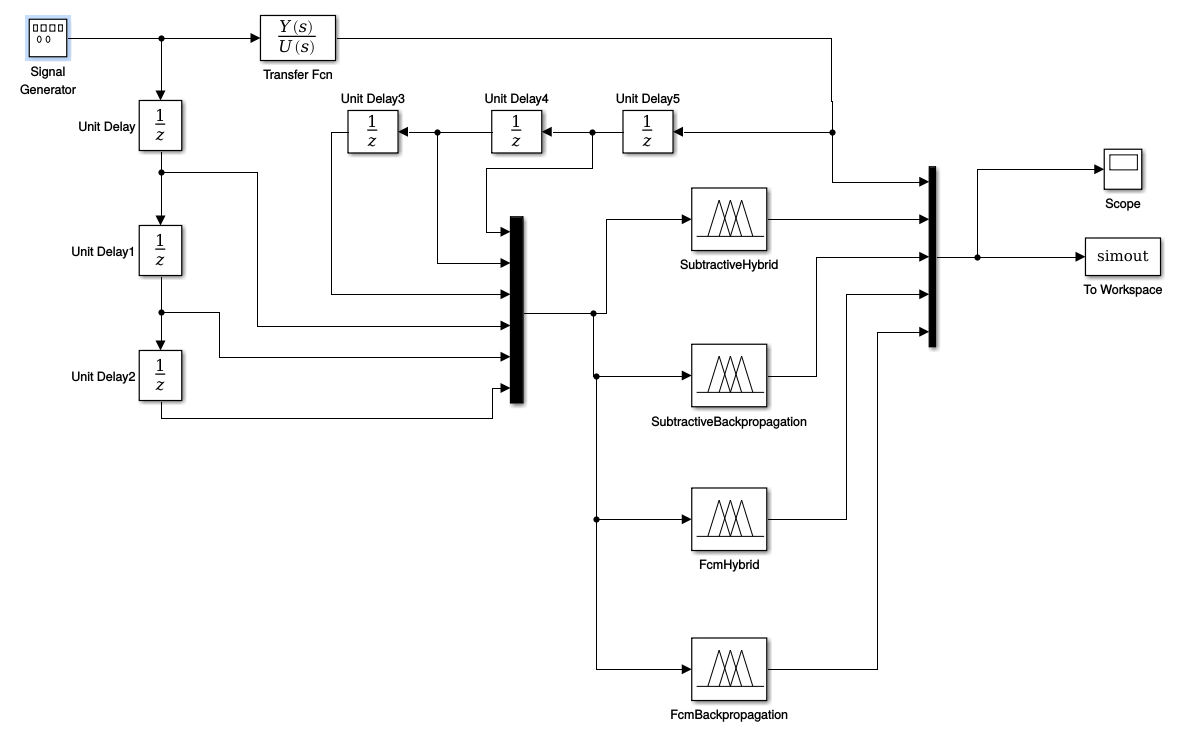 Signal
Generator
Y(s)
U(s)
Transfer Fcn
Unit Delay3
Unit Delay4
Unit Delay5
Unit Delay
1
z
1
z
1
z
1
z
Unit Delay1
1
z
Scope
SubtractiveHybrid
simout
To Workspace
Unit Delay2
1
z
SubtractiveBackpropagation
FcmHybrid
FcmBackpropagation